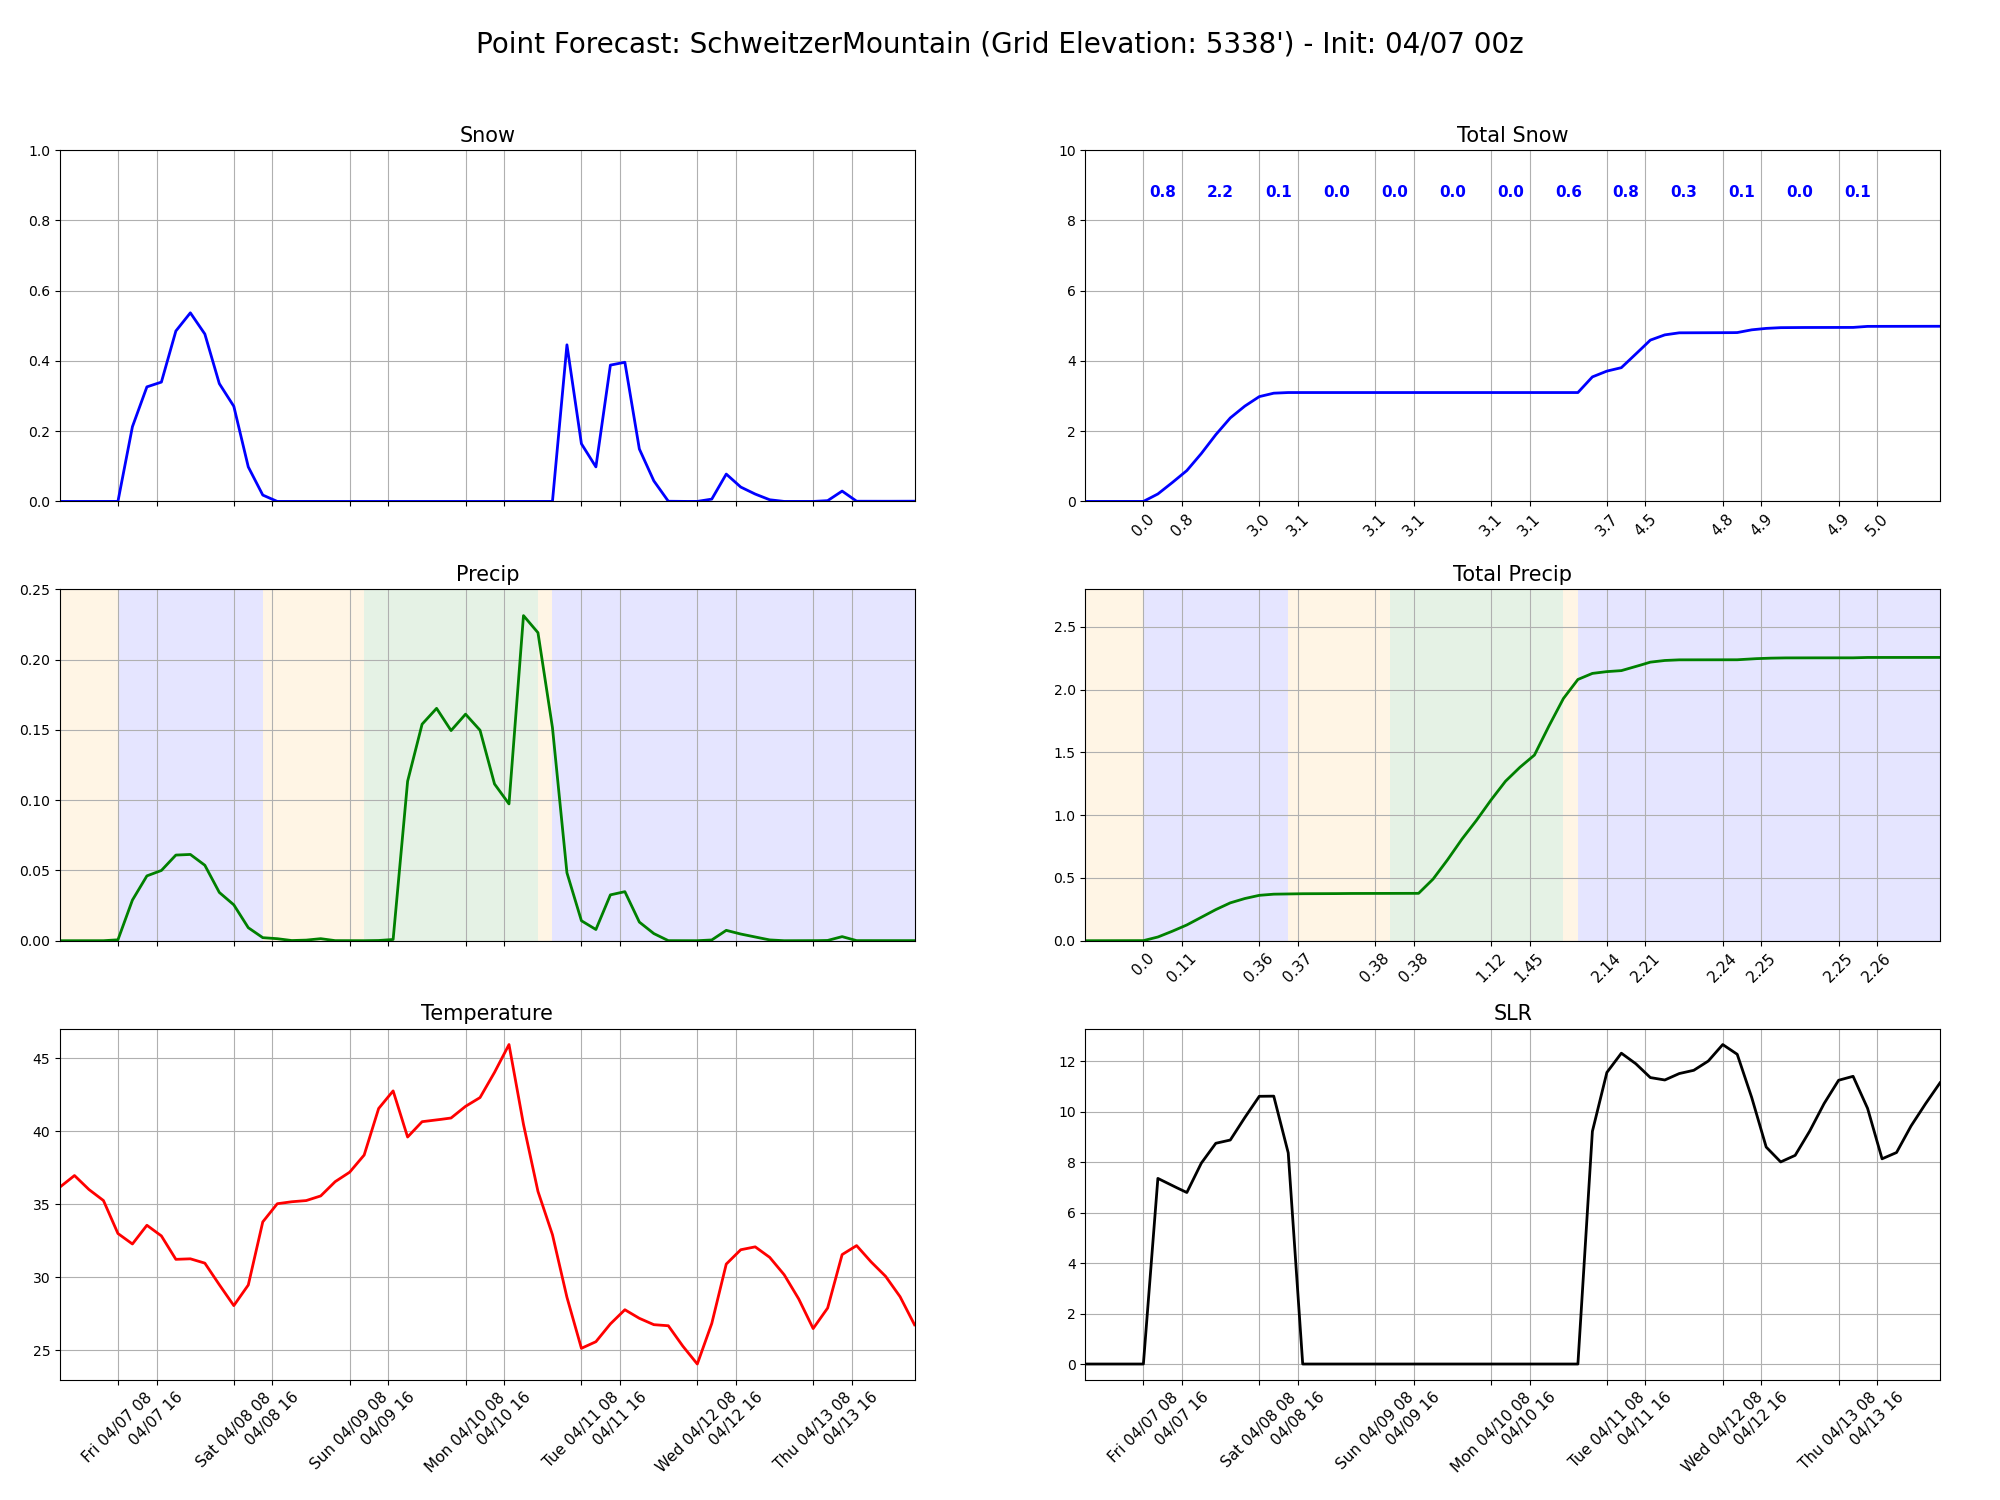 Point Forecast: SchweitzerMountain (Grid Elevation: 5338') - Init: 04/07 00z
Snow
1.0
0.8
0.6
0.4
0.2
0.0
Total Snow
10
8
6
4
2
0
0.8 2.2 0.1 0.0 0.0 0.0 0.0 0.6 0.8 0.3 0.1 0.0 0.1
0.0 0.8 3.0 3.1 3.1 3.1 3.1 3.1 3.7 4.5 4.8 4.9 4.9 5.0
Precip
0.25
0.20
0.15
0.10
0.05
0.00
Total Precip
2.5
2.0
1.5
1.0
0.5
0.0
0.0 0.11 0.36 0.37 0.38 0.38 1.12 1.45 2.14 2.21 2.24 2.25 2.25 2.26
Temperature
45
40
35
30
25
Fri 04/07 08
04/07 16
Sat 04/08 08
04/08 16
Sun 04/09 08
04/09 16
Mon 04/10 08
04/10 16
Tue 04/11 08
04/11 16
Wed 04/12 08
04/12 16
Thu 04/13 08
04/13 16
SLR
12
10
8
6
4
2
0
Fri 04/07 08
04/07 16
Sat 04/08 08
04/08 16
Sun 04/09 08
04/09 16
Mon 04/10 08
04/10 16
Tue 04/11 08
04/11 16
Wed 04/12 08
04/12 16
Thu 04/13 08
04/13 16